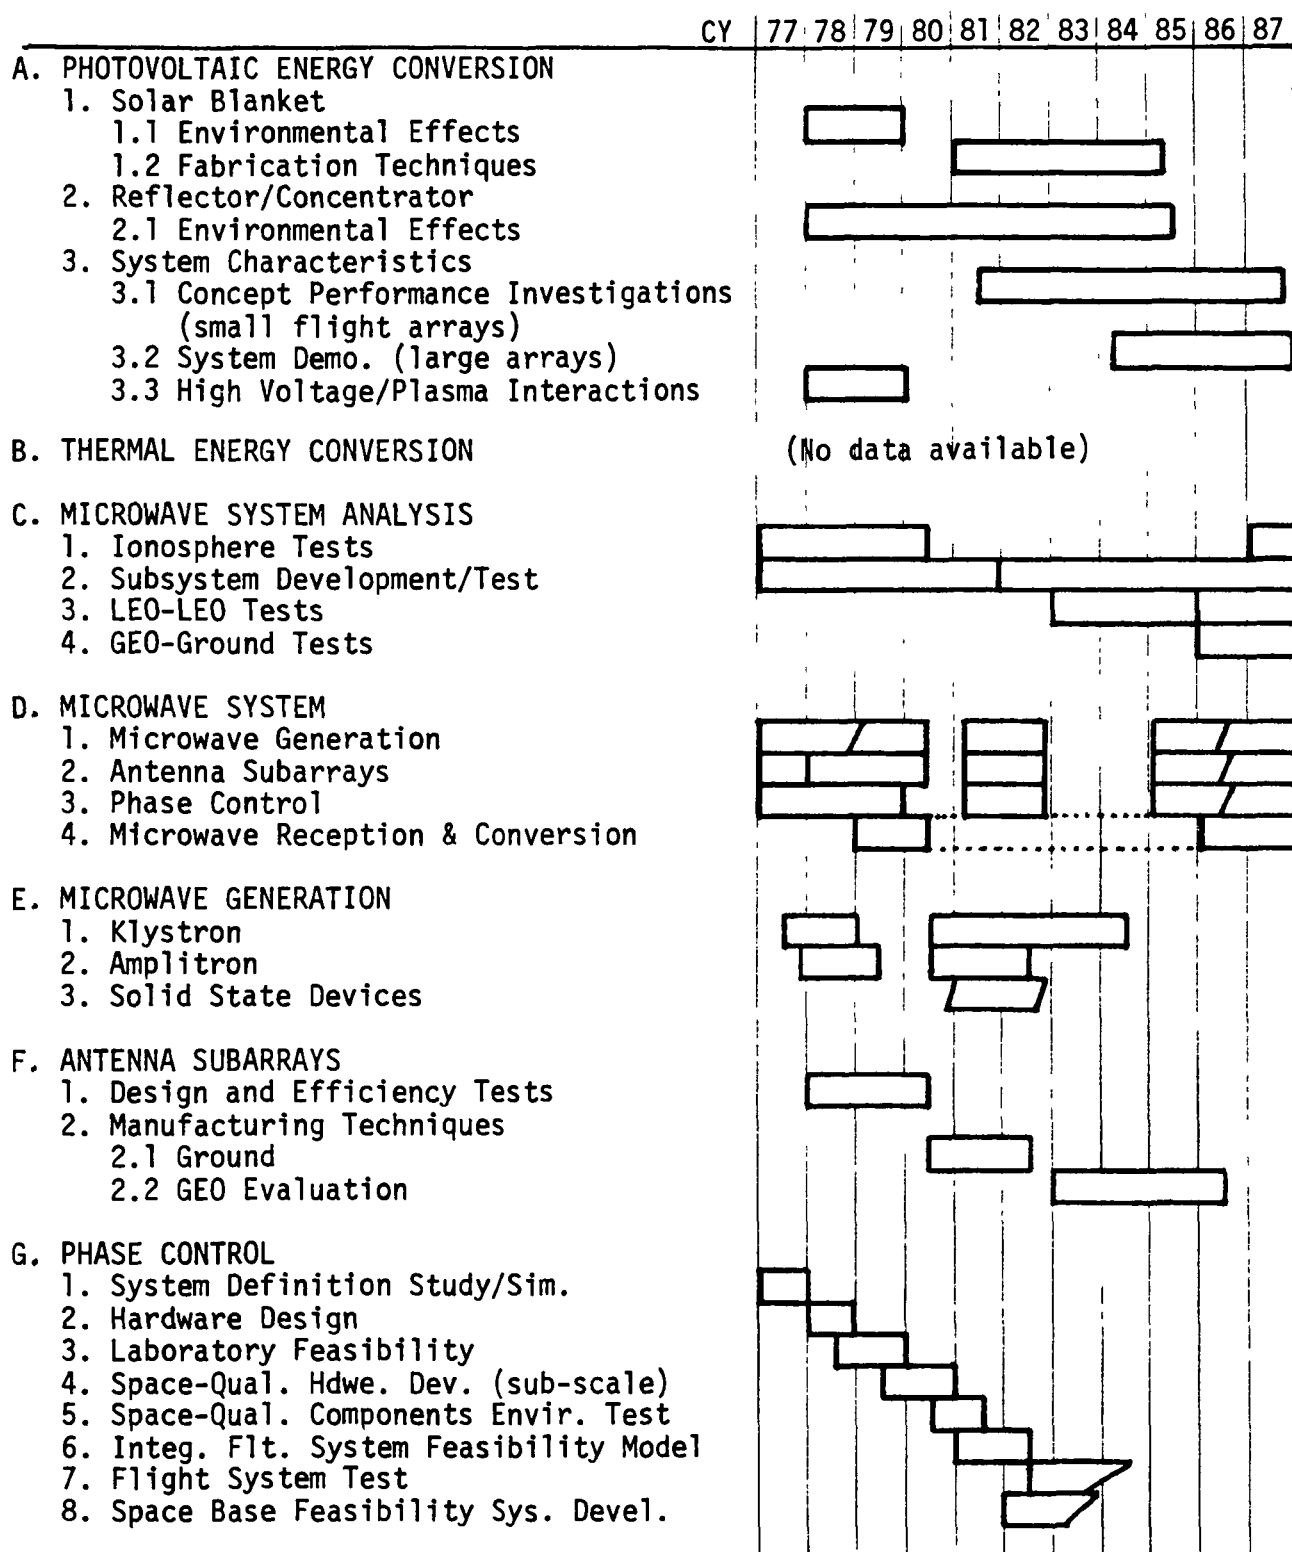 CY 77 78 79 80 81 82 83 84 85 86 87
A. PHOTOVOLTAIC ENERGY CONVERSION
1. Solar Blanket
1.1 Environmental Effects
1.2 Fabrication Techniques
2. Reflector/Concentrator
2.1 Environmental Effects
3. System Characteristics
3.1 Concept Performance Investigations
(small flight arrays)
3.2 System Demo. (large arrays)
3.3 High Voltage/Plasma Interactions
B. THERMAL ENERGY CONVERSION (No data available)
C. MICROWAVE SYSTEM ANALYSIS
1. Ionosphere Tests
2. Subsystem Development/Test
3. LEO-LEO Tests
4. GEO-Ground Tests
D. MICROWAVE SYSTEM
1. Microwave Generation
2. Antenna Subarrays
3. Phase Control
4. Microwave Reception & Conversion
E. MICROWAVE GENERATION
1. Klystron
2. Amplitron
3. Solid State Devices
F. ANTENNA SUBARRAYS
1. Design and Efficiency Tests
2. Manufacturing Techniques
2.1 Ground
2.2 GEO Evaluation
G. PHASE CONTROL
1. System Definition Study/Sim.
2. Hardware Design
3. Laboratory Feasibility
4. Space-Qual. Hdwe. Dev. (sub-scale)
5. Space-Qual. Components Envir. Test
6. Integ. Flt. System Feasibility Model
7. Flight System Test
8. Space Base Feasibility Sys. Devel.